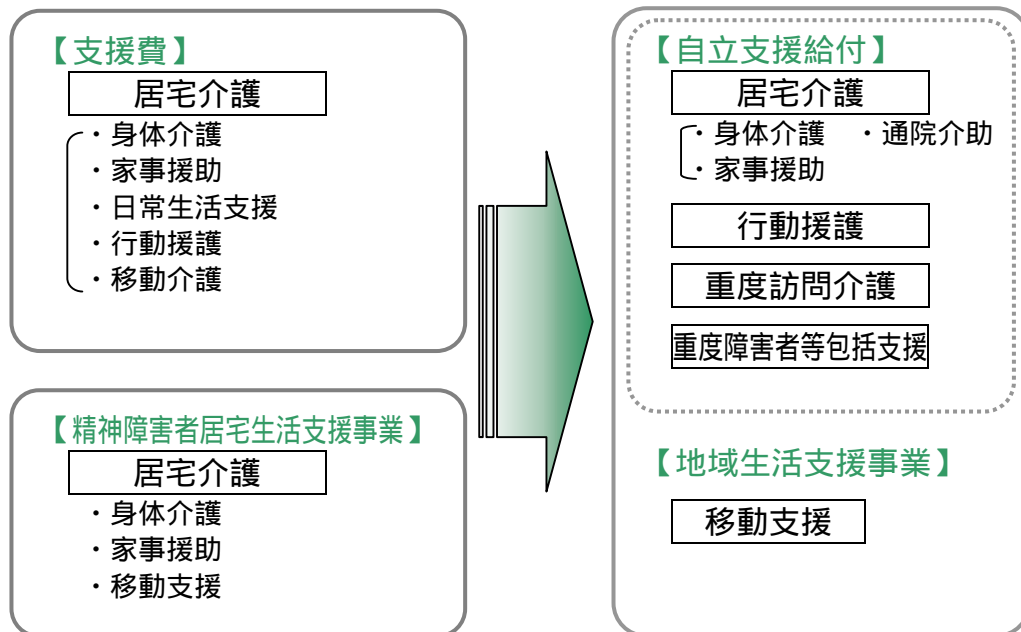 【支援費】
居宅介護
・身体介護
・家事援助
・日常生活支援
・行動援護
・移動介護
【精神障害者居宅生活支援事業】
居宅介護
・身体介護
・家事援助
・移動支援
【自立支援給付】
居宅介護
・身体介護 ・通院介助
・家事援助
行動援護
重度訪問介護
重度障害者等包括支援
【地域生活支援事業】
移動支援